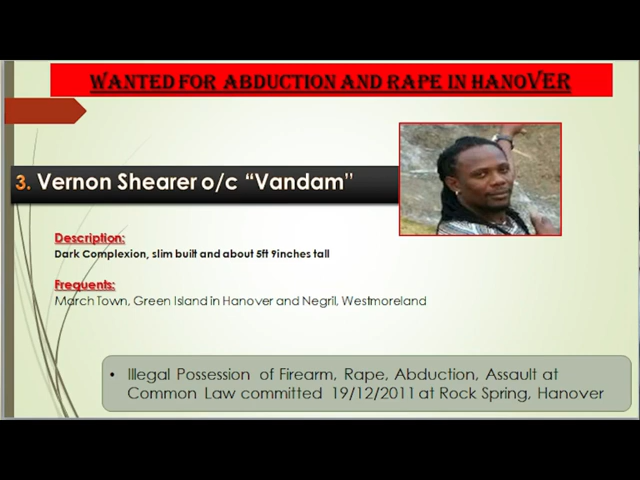 WANTED FOR ABDUCTION AND RAPE IN HANOVER
3. Vernon Shearer o/c “Vandam”
Description:
Dark Complexion, slim built and about 5ft 9inches tall
Frequents:
March Town, Green Island in Hanover and Negril, Westmoreland
• Illegal Possession of Firearm, Rape, Abduction, Assault at
Common Law committed 19/12/2011 at Rock Spring, Hanover